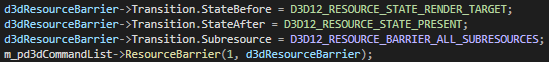 d3dResourceBarrier->Transition.StateBefore = D3D12_RESOURCE_STATE_RENDER_TARGET;
d3dResourceBarrier->Transition.StateAfter = D3D12_RESOURCE_STATE_PRESENT;
d3dResourceBarrier->Transition.Subresource = D3D12_RESOURCE_BARRIER_ALL_SUBRESOURCES;
m_pd3dCommandList->ResourceBarrier(1, d3dResourceBarrier);